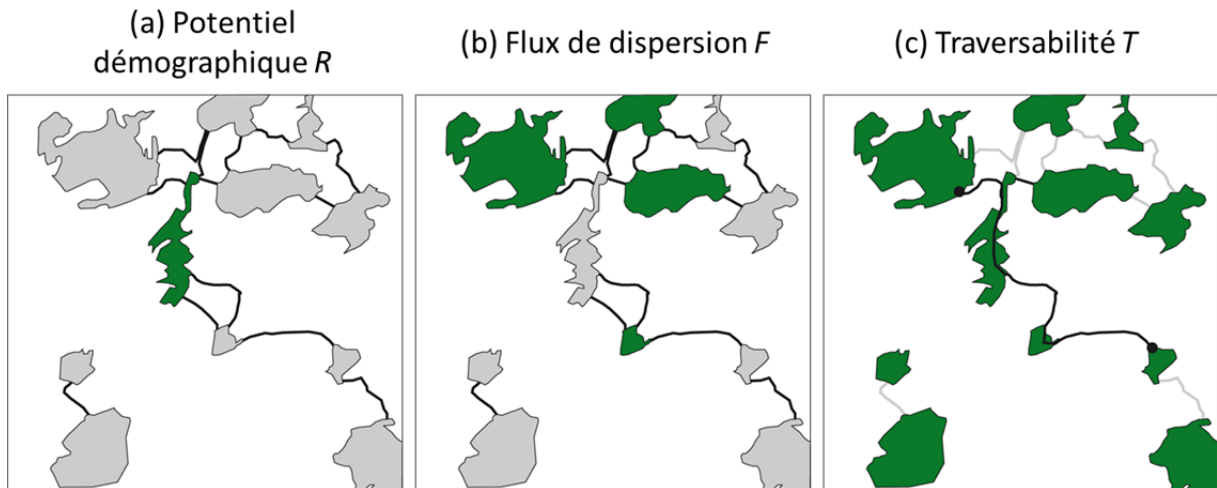 (a) Potentiel
démographique R
(b) Flux de dispersion F
(c) Traversabilité T